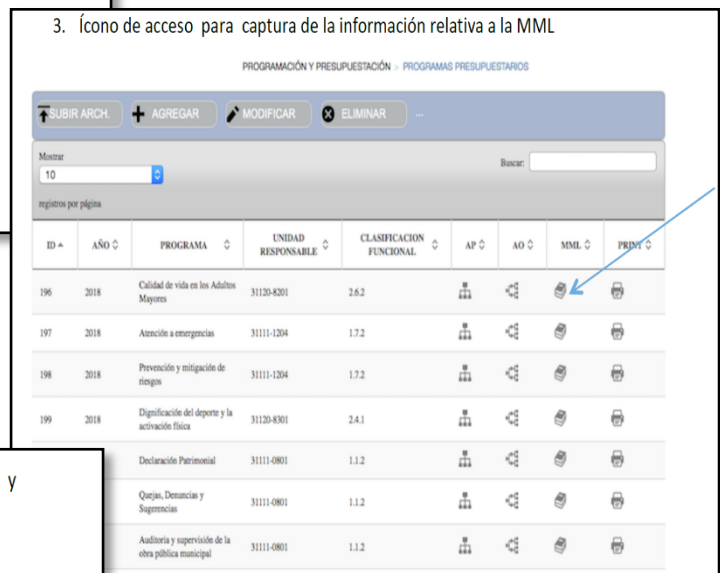 3. Ícono de acceso para captura de la información relativa a la MML
PROGRAMACIÓN Y PRESUPUESTACIÓN > PROGRAMAS PRESUPUESTARIOS
SUBIR ARCH. AGREGAR MODIFICAR ELIMINAR ...
Mostrar
10
Buscar:
registros por página
ID AÑO PROGRAMA UNIDAD RESPONSABLE CLASIFICACION FUNCIONAL AP AO MML PRINT
196 2018 Calidad de vida en los Adultos Mayores 31120-8201 2.6.2
197 2018 Atención a emergencias 31111-1204 1.7.2
198 2018 Prevención y mitigación de riesgos 31111-1204 1.7.2
199 2018 Dignificación del deporte y la activación física 31120-8301 2.4.1
Declaración Patrimonial 31111-0801 1.1.2
y
Quejas, Denuncias y Sugerencias 31111-0801 1.1.2
Auditoria y supervisión de la obra pública municipal 31111-0801 1.1.2